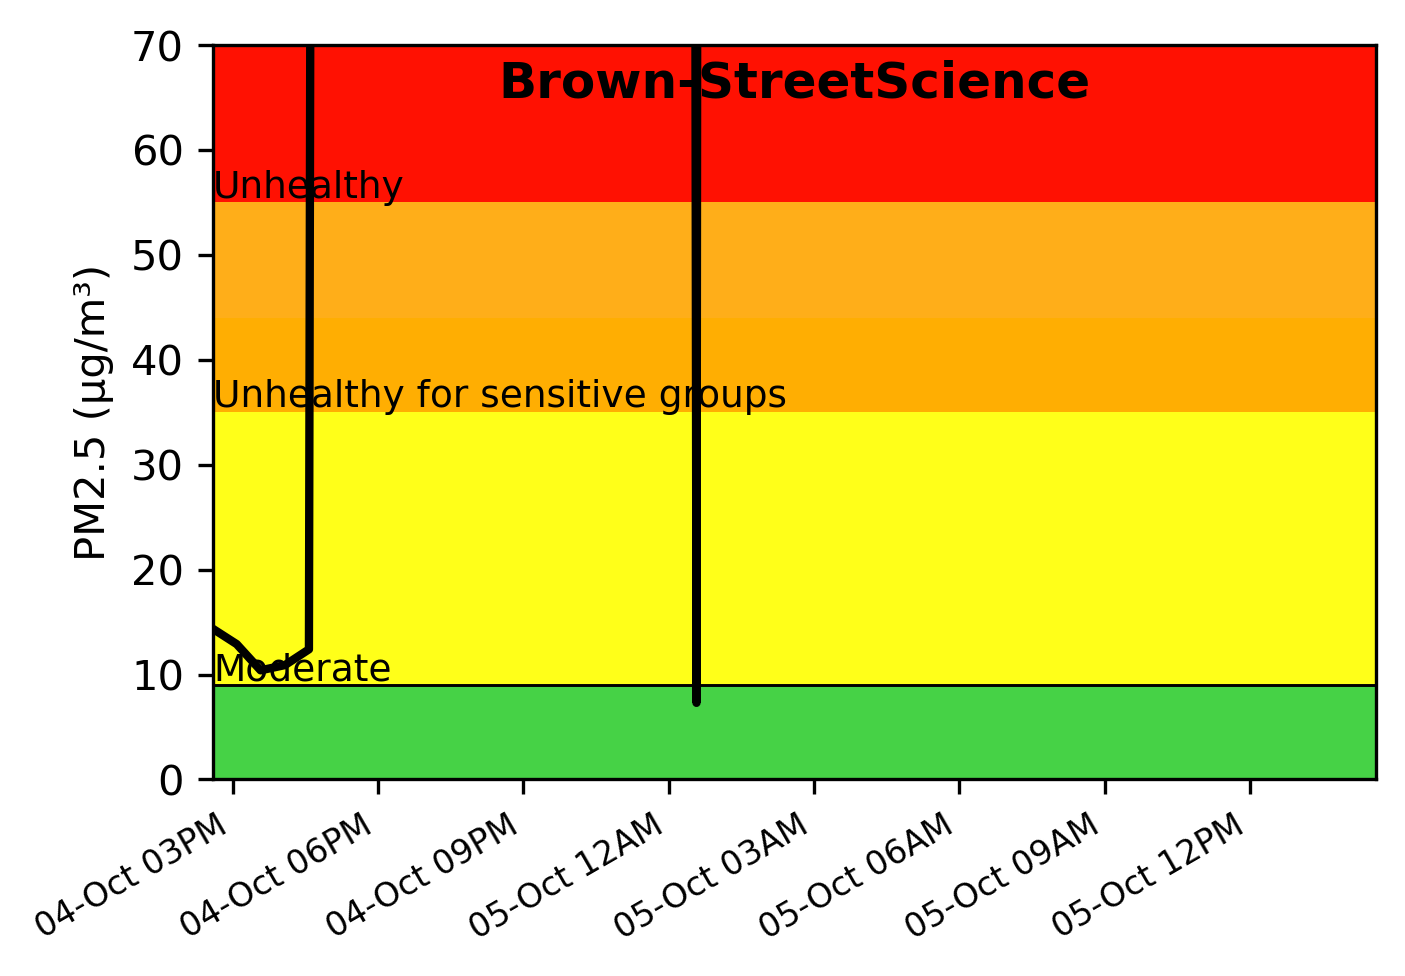 Brown-StreetScience
70
60
Unhealthy
50
40
Unhealthy for sensitive groups
30
20
10
Moderate
0
PM2.5 (µg/m³)
04-Oct 03PM
04-Oct 06PM
04-Oct 09PM
05-Oct 12AM
05-Oct 03AM
05-Oct 06AM
05-Oct 09AM
05-Oct 12PM